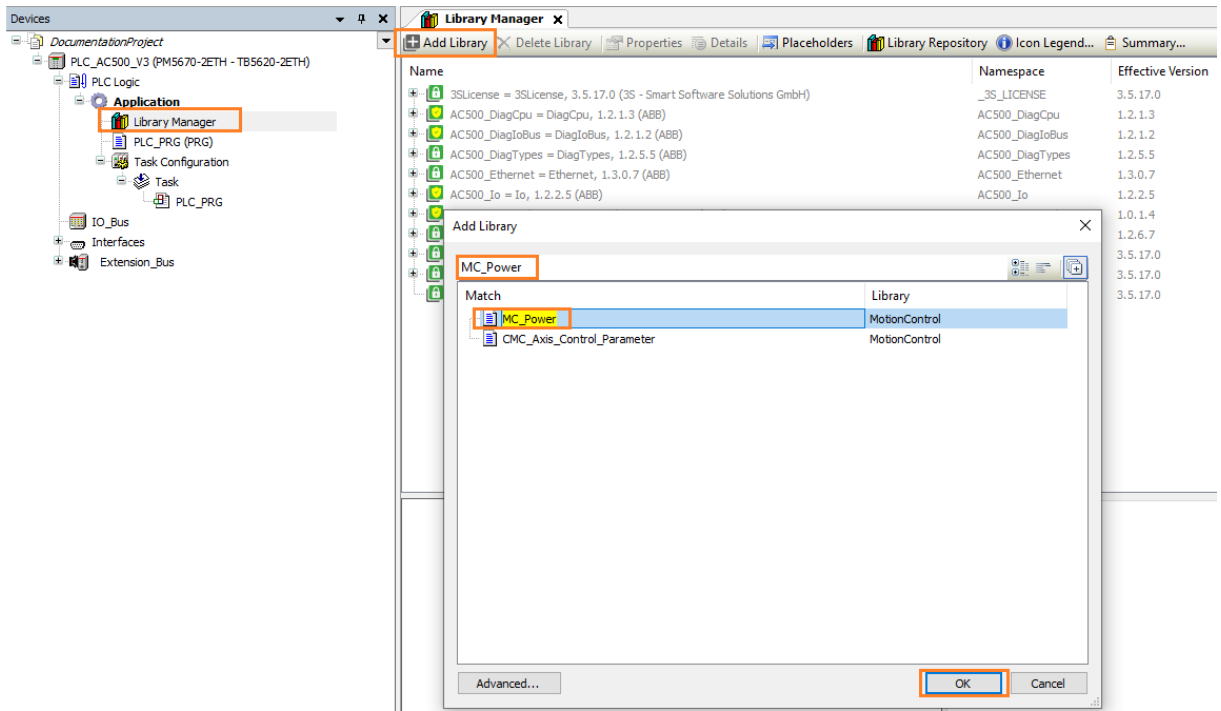 Devices
DocumentationProject
PLC_AC500_V3 (PM5670-2ETH - TB5620-2ETH)
PLC Logic
Application
Library Manager
PLC_PRG (PRG)
Task Configuration
Task
PLC_PRG
IO_Bus
Interfaces
Extension_Bus
Library Manager
Add Library Delete Library Properties Details Placeholders Library Repository Icon Legend... Summary...
Name Namespace Effective Version
3SLicense = 3SLicense, 3.5.17.0 (3S - Smart Software Solutions GmbH) _3S_LICENSE 3.5.17.0
AC500_DiagCpu = DiagCpu, 1.2.1.3 (ABB) AC500_DiagCpu 1.2.1.3
AC500_DiagIoBus = DiagIoBus, 1.2.1.2 (ABB) AC500_DiagIoBus 1.2.1.2
AC500_DiagTypes = DiagTypes, 1.2.5.5 (ABB) AC500_DiagTypes 1.2.5.5
AC500_Ethernet = Ethernet, 1.3.0.7 (ABB) AC500_Ethernet 1.3.0.7
AC500_Io = Io, 1.2.2.5 (ABB) AC500_Io 1.2.2.5
1.0.1.4
1.2.6.7
3.5.17.0
3.5.17.0
3.5.17.0
Add Library
MC_Power
Match Library
MC_Power MotionControl
CMC_Axis_Control_Parameter MotionControl
Advanced... OK Cancel